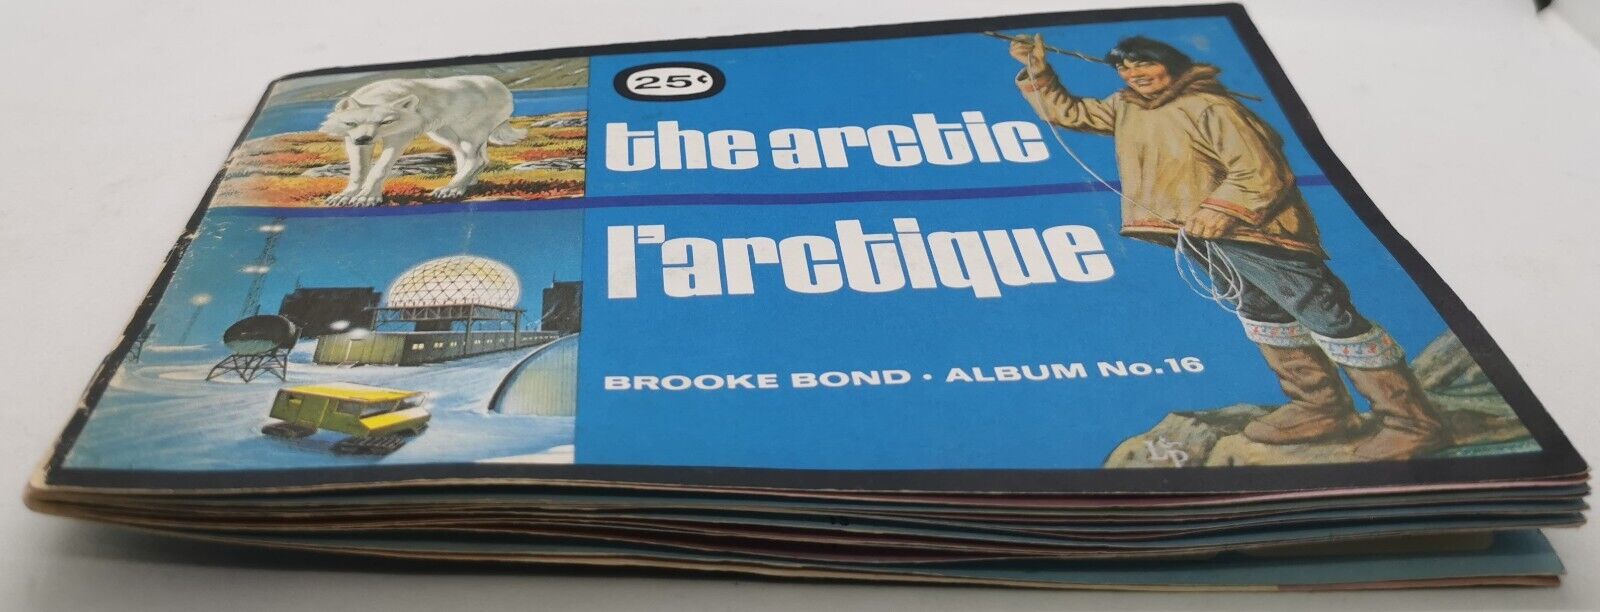 25¢
the arctic
l'arctique
BROOKE BOND · ALBUM No.16